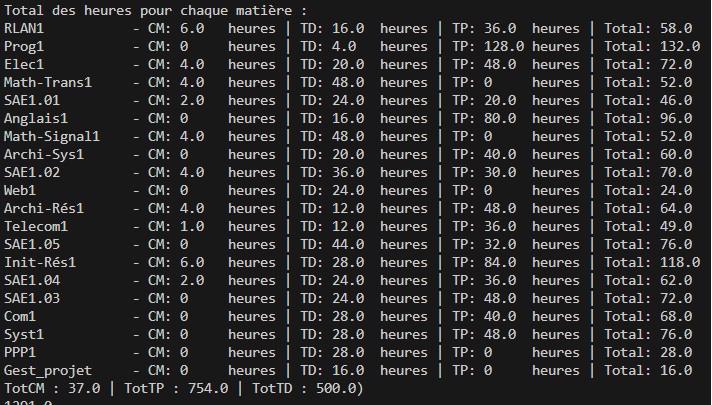 Total des heures pour chaque matière :
RLAN1 - CM: 6.0 heures | TD: 16.0 heures | TP: 36.0 heures | Total: 58.0
Prog1 - CM: 0 heures | TD: 4.0 heures | TP: 128.0 heures | Total: 132.0
Elec1 - CM: 4.0 heures | TD: 20.0 heures | TP: 48.0 heures | Total: 72.0
Math-Trans1 - CM: 4.0 heures | TD: 48.0 heures | TP: 0 heures | Total: 52.0
SAE1.01 - CM: 2.0 heures | TD: 24.0 heures | TP: 20.0 heures | Total: 46.0
Anglais1 - CM: 0 heures | TD: 16.0 heures | TP: 80.0 heures | Total: 96.0
Math-Signal1 - CM: 4.0 heures | TD: 48.0 heures | TP: 0 heures | Total: 52.0
Archi-Sys1 - CM: 0 heures | TD: 20.0 heures | TP: 40.0 heures | Total: 60.0
SAE1.02 - CM: 4.0 heures | TD: 36.0 heures | TP: 30.0 heures | Total: 70.0
Web1 - CM: 0 heures | TD: 24.0 heures | TP: 0 heures | Total: 24.0
Archi-Rés1 - CM: 4.0 heures | TD: 12.0 heures | TP: 48.0 heures | Total: 64.0
Telecom1 - CM: 1.0 heures | TD: 12.0 heures | TP: 36.0 heures | Total: 49.0
SAE1.05 - CM: 0 heures | TD: 44.0 heures | TP: 32.0 heures | Total: 76.0
Init-Rés1 - CM: 6.0 heures | TD: 28.0 heures | TP: 84.0 heures | Total: 118.0
SAE1.04 - CM: 2.0 heures | TD: 24.0 heures | TP: 36.0 heures | Total: 62.0
SAE1.03 - CM: 0 heures | TD: 24.0 heures | TP: 48.0 heures | Total: 72.0
Com1 - CM: 0 heures | TD: 28.0 heures | TP: 40.0 heures | Total: 68.0
Syst1 - CM: 0 heures | TD: 28.0 heures | TP: 48.0 heures | Total: 76.0
PPP1 - CM: 0 heures | TD: 28.0 heures | TP: 0 heures | Total: 28.0
Gest_projet - CM: 0 heures | TD: 16.0 heures | TP: 0 heures | Total: 16.0
TotCM : 37.0 | TotTP : 754.0 | TotTD : 500.0)
1291.0